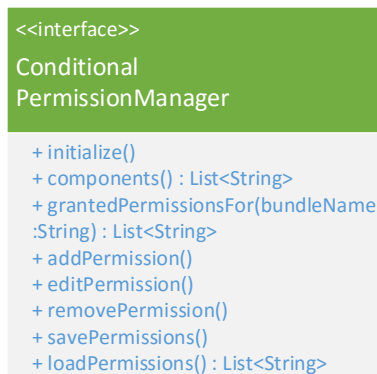 <<interface>>
Conditional
PermissionManager
+ initialize()
+ components() : List<String>
+ grantedPermissionsFor(bundleName
:String) : List<String>
+ addPermission()
+ editPermission()
+ removePermission()
+ savePermissions()
+ loadPermissions() : List<String>